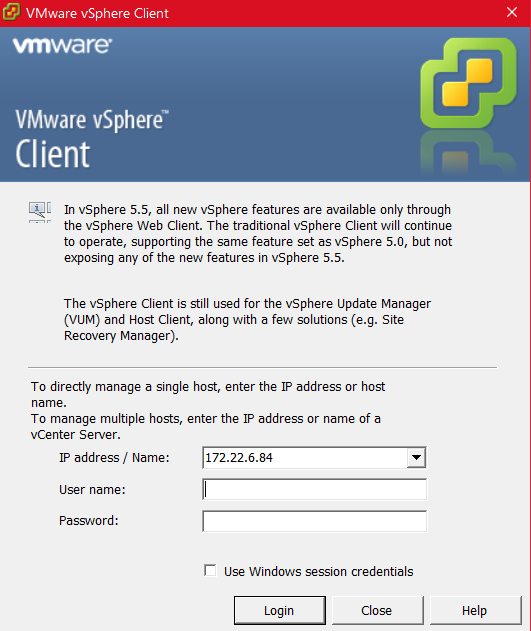 VMware vSphere Client
vmware®
VMware vSphere™
Client
In vSphere 5.5, all new vSphere features are available only through
the vSphere Web Client. The traditional vSphere Client will continue
to operate, supporting the same feature set as vSphere 5.0, but not
exposing any of the new features in vSphere 5.5.
The vSphere Client is still used for the vSphere Update Manager
(VUM) and Host Client, along with a few solutions (e.g. Site
Recovery Manager).
To directly manage a single host, enter the IP address or host
name.
To manage multiple hosts, enter the IP address or name of a
vCenter Server.
IP address / Name: 172.22.6.84
User name:
Password:
Use Windows session credentials
Login Close Help